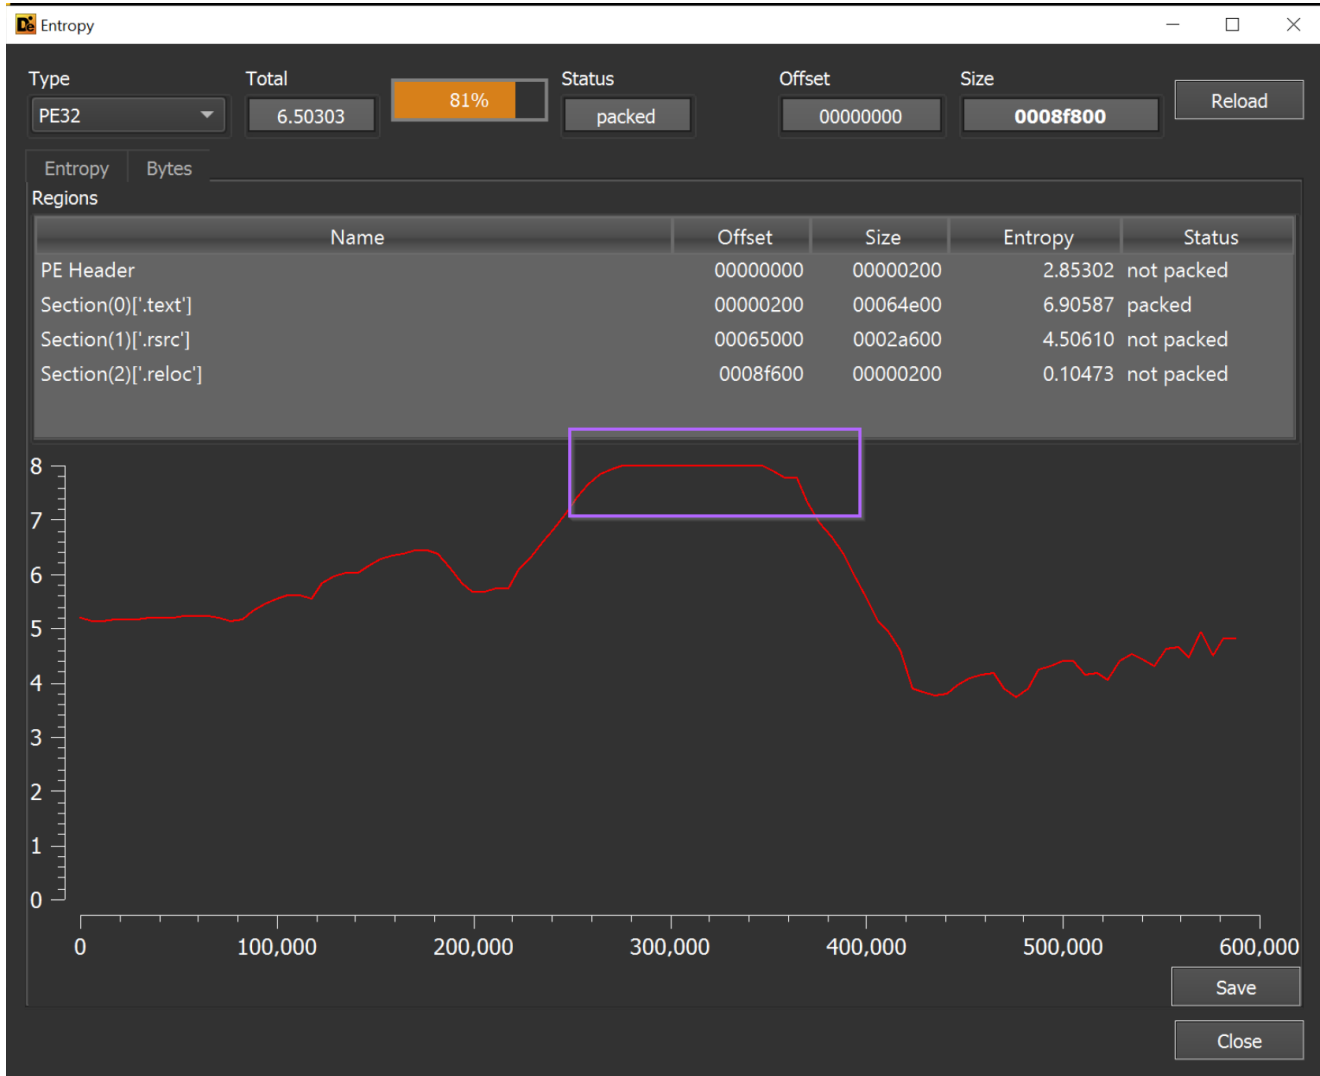 De Entropy
Type Total Status Offset Size
PE32 6.50303 81% packed 00000000 0008f800 Reload
Entropy Bytes
Regions
Name Offset Size Entropy Status
PE Header 00000000 00000200 2.85302 not packed
Section(0)['.text'] 00000200 00064e00 6.90587 packed
Section(1)['.rsrc'] 00065000 0002a600 4.50610 not packed
Section(2)['.reloc'] 0008f600 00000200 0.10473 not packed
8
7
6
5
4
3
2
1
0
0 100,000 200,000 300,000 400,000 500,000 600,000
Save
Close